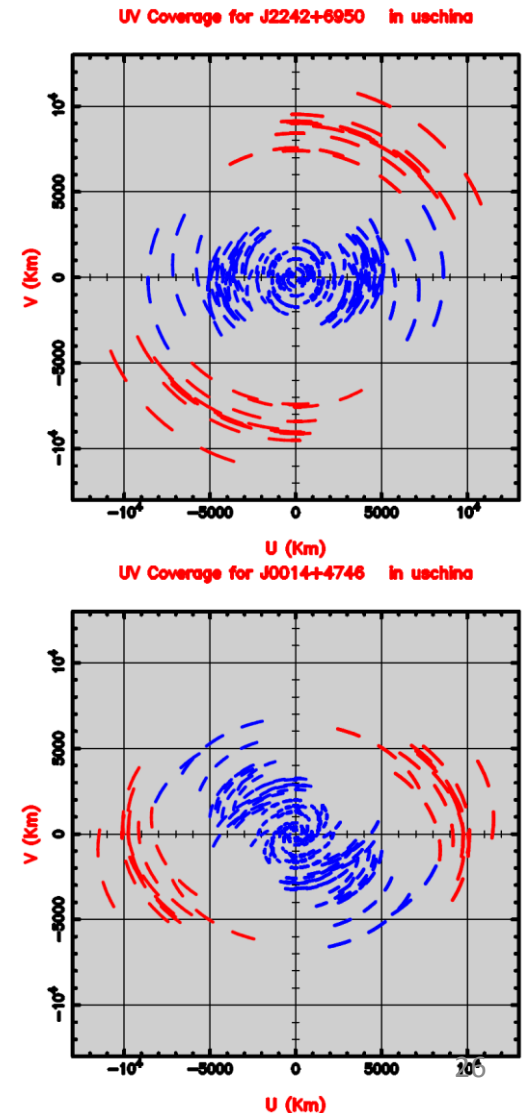 UV Coverage for J2242+6950 in uschina
10⁴
5000
0
−5000
−10⁴
V (Km)
−10⁴ −5000 0 5000 10⁴
U (Km)
UV Coverage for J0014+4746 in uschina
10⁴
5000
0
−5000
−10⁴
V (Km)
−10⁴ −5000 0 5000 10⁴
26
U (Km)